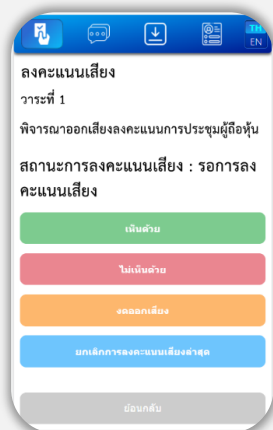 TH
EN
ลงคะแนนเสียง
วาระที่ 1
พิจารณาออกเสียงลงคะแนนการประชุมผู้ถือหุ้น
สถานะการลงคะแนนเสียง : รอการลง
คะแนนเสียง
เห็นด้วย
ไม่เห็นด้วย
งดออกเสียง
ยกเลิกการลงคะแนนเสียงล่าสุด
ย้อนกลับ